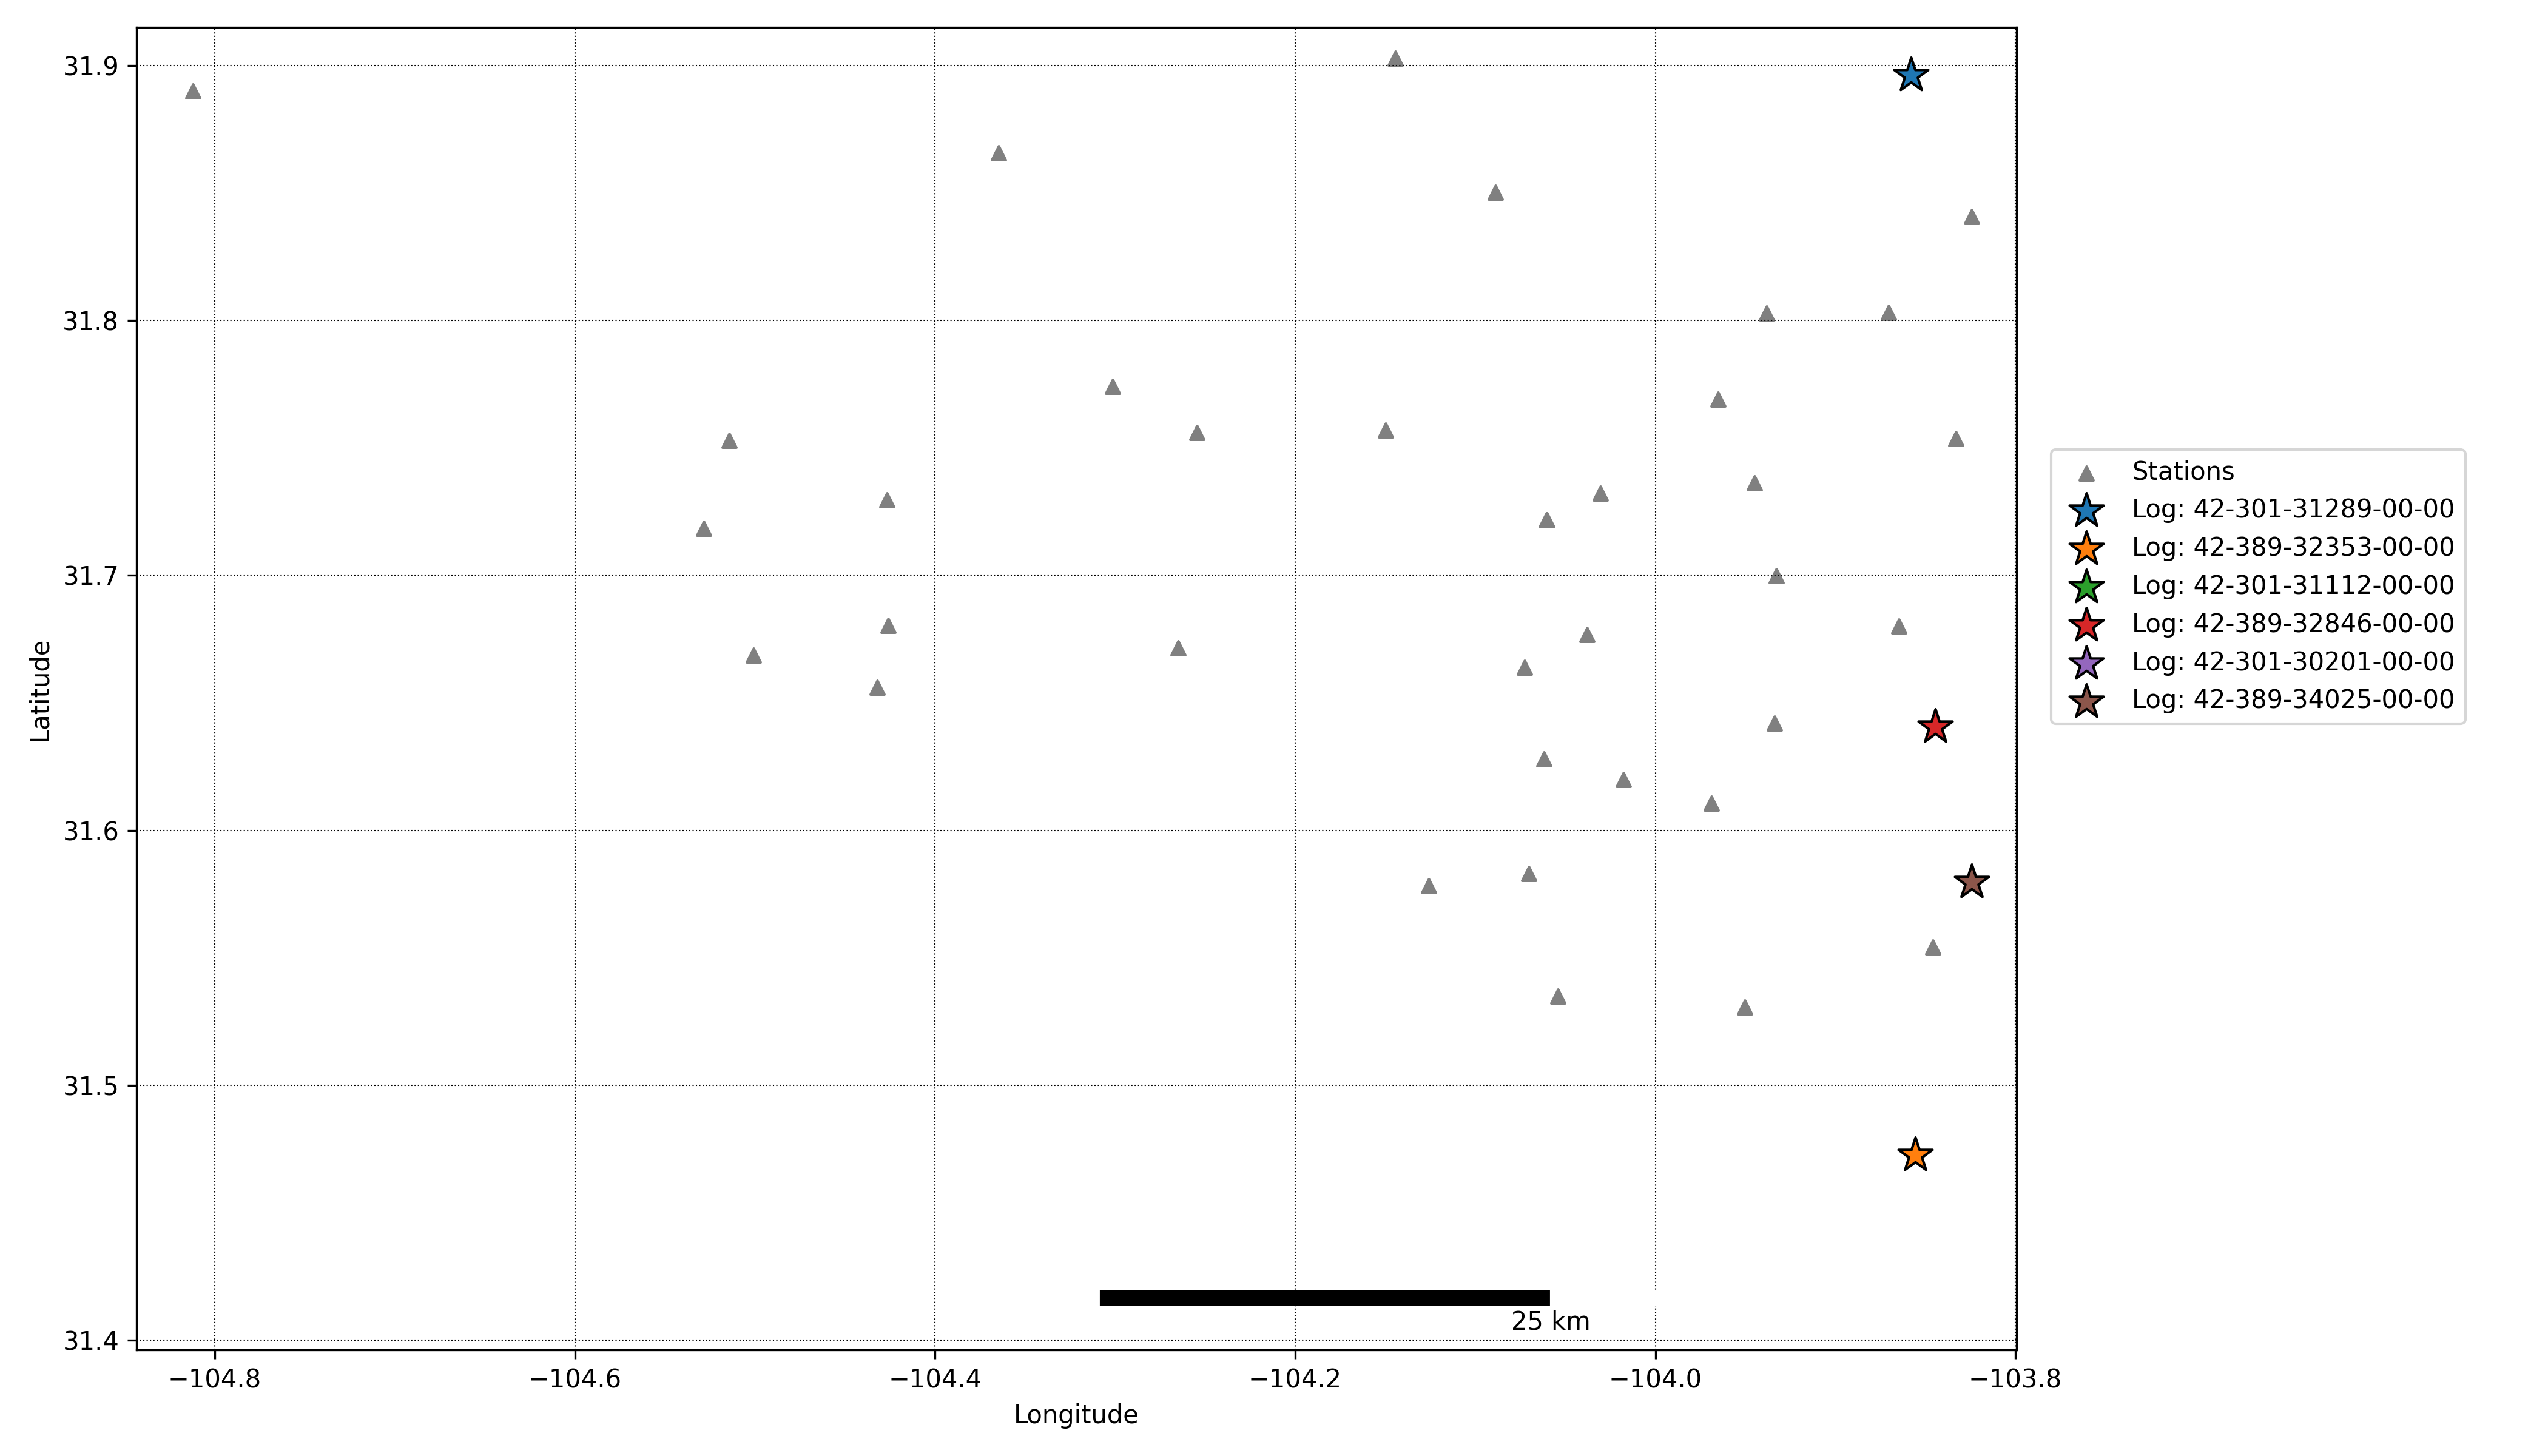 31.9
31.8
31.7
31.6
31.5
31.4
Latitude
−104.8
−104.6
−104.4
−104.2
−104.0
−103.8
Longitude
25 km
Stations
Log: 42-301-31289-00-00
Log: 42-389-32353-00-00
Log: 42-301-31112-00-00
Log: 42-389-32846-00-00
Log: 42-301-30201-00-00
Log: 42-389-34025-00-00